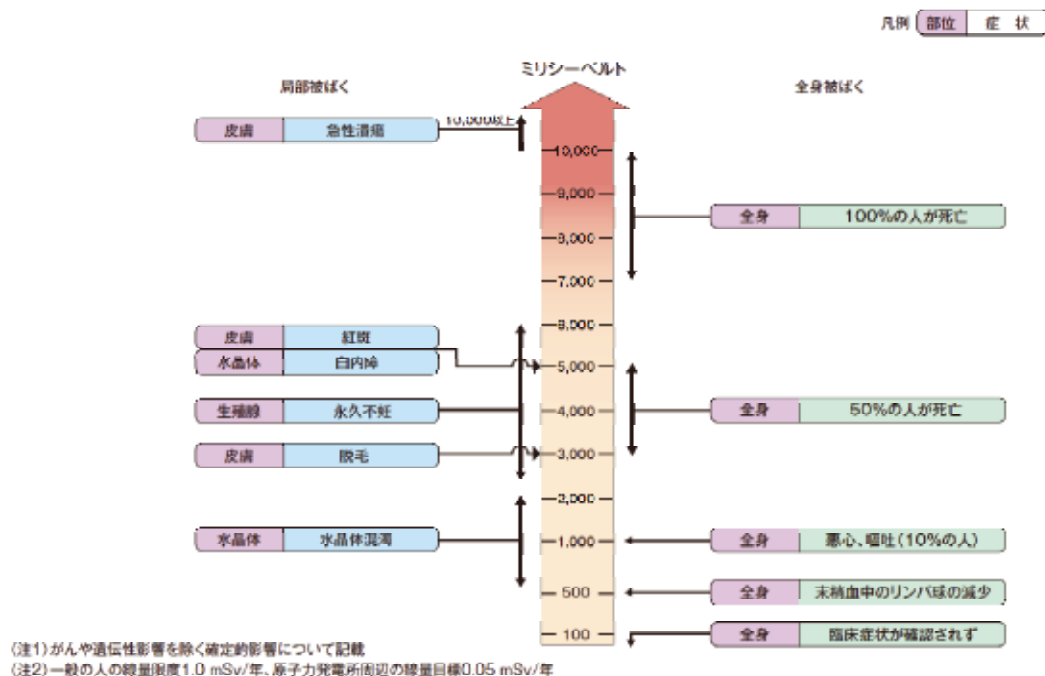 凡例 部位 症 状
ミリシーベルト
局部被ばく
全身被ばく
皮膚 急性潰瘍
10,000以上
10,000
9,000
全身 100%の人が死亡
8,000
7,000
6,000
皮膚 紅斑
水晶体 白内障
5,000
生殖腺 永久不妊
4,000
全身 50%の人が死亡
皮膚 脱毛
3,000
2,000
水晶体 水晶体混濁
1,000
全身 悪心、嘔吐(10%の人)
500
全身 末梢血中のリンパ球の減少
100
全身 臨床症状が確認されず
(注1)がんや遺伝性影響を除く確定的影響について記載
(注2)一般の人の線量限度1.0 mSv/年、原子力発電所周辺の線量目標0.05 mSv/年